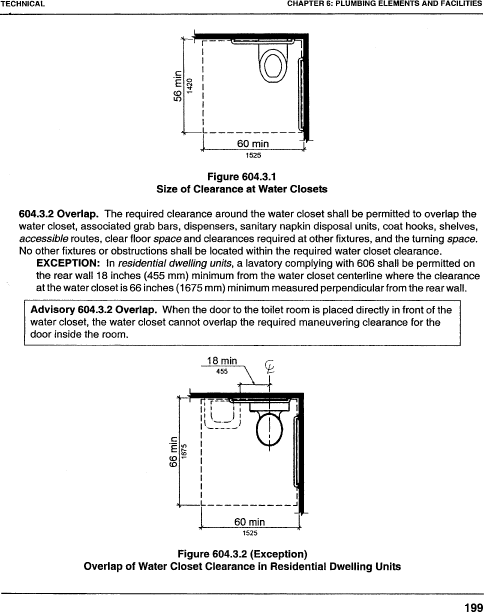 TECHNICAL
CHAPTER 6: PLUMBING ELEMENTS AND FACILITIES
56 min
1420
60 min
1525
Figure 604.3.1
Size of Clearance at Water Closets
604.3.2 Overlap. The required clearance around the water closet shall be permitted to overlap the
water closet, associated grab bars, dispensers, sanitary napkin disposal units, coat hooks, shelves,
accessible routes, clear floor space and clearances required at other fixtures, and the turning space.
No other fixtures or obstructions shall be located within the required water closet clearance.
EXCEPTION: In residential dwelling units, a lavatory complying with 606 shall be permitted on
the rear wall 18 inches (455 mm) minimum from the water closet centerline where the clearance
at the water closet is 66 inches (1675 mm) minimum measured perpendicular from the rear wall.
Advisory 604.3.2 Overlap. When the door to the toilet room is placed directly in front of the
water closet, the water closet cannot overlap the required maneuvering clearance for the
door inside the room.
18 min
455
66 min
1675
60 min
1525
Figure 604.3.2 (Exception)
Overlap of Water Closet Clearance in Residential Dwelling Units
199